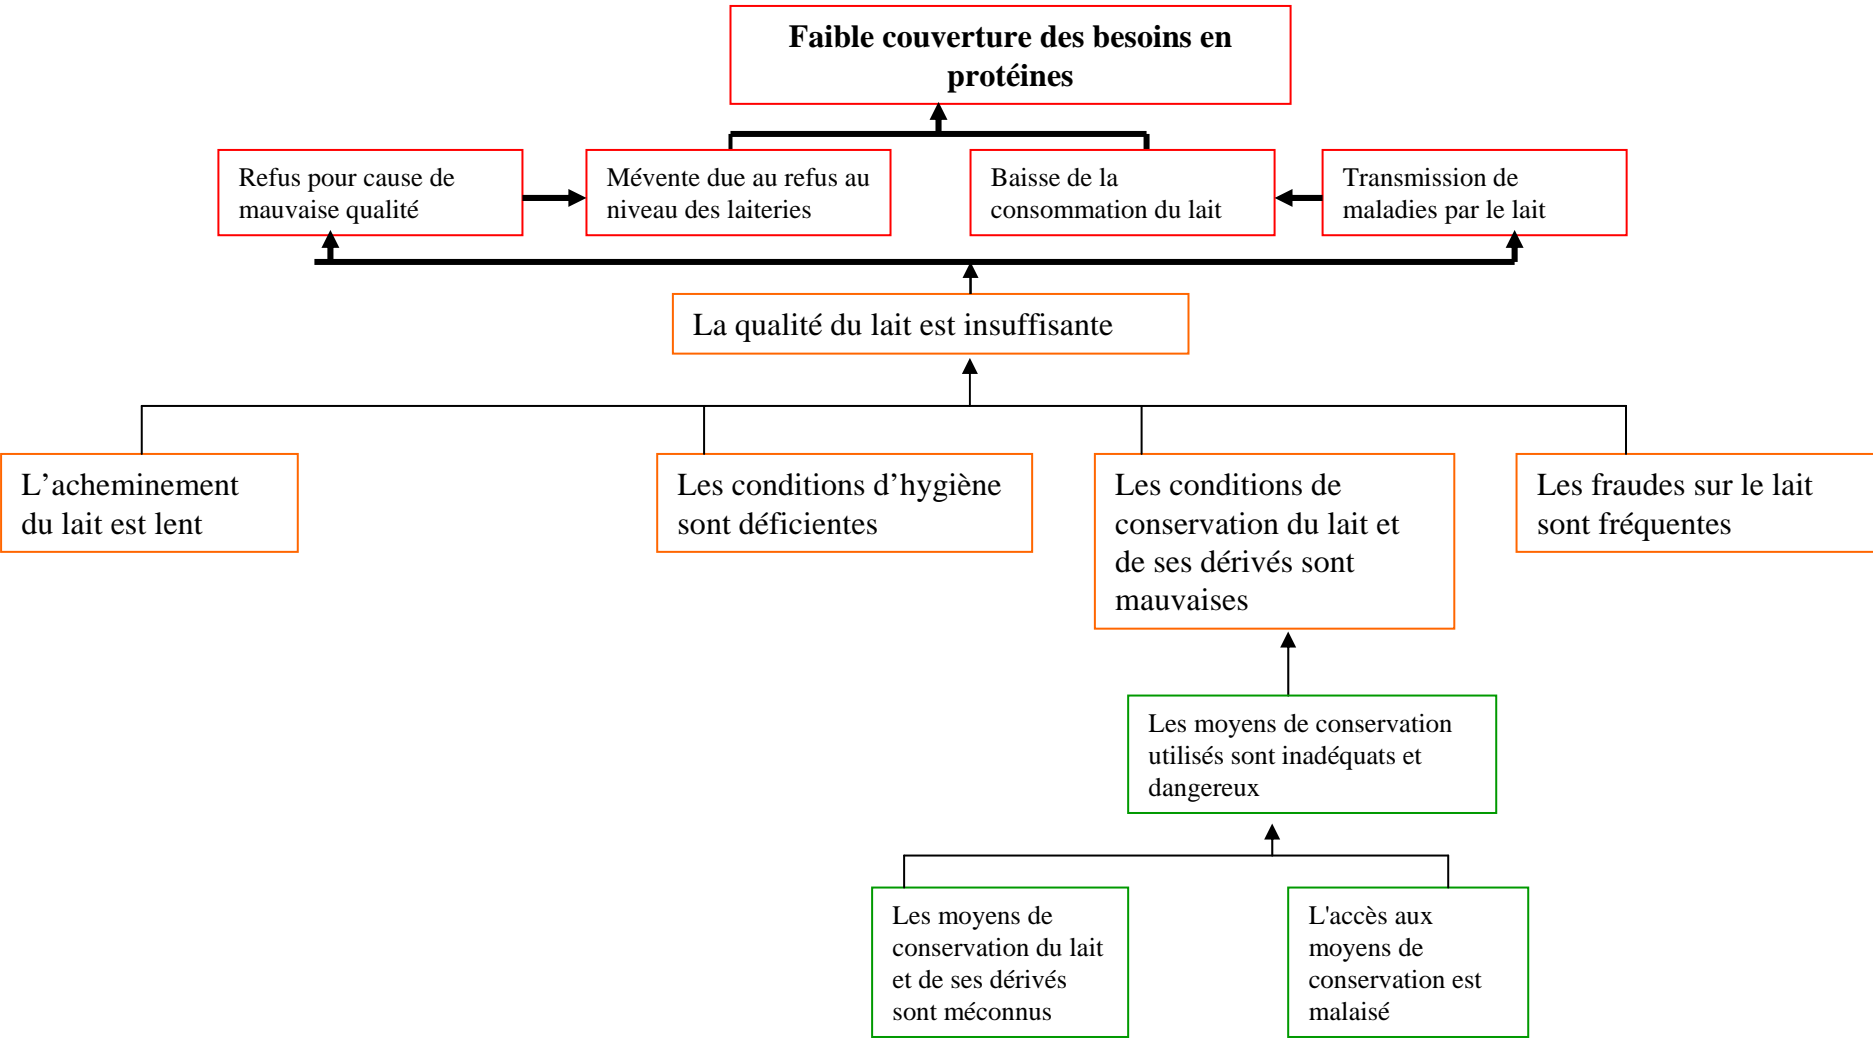 Faible couverture des besoins en
protéines
Refus pour cause de
mauvaise qualité
Mévente due au refus au
niveau des laiteries
Baisse de la
consommation du lait
Transmission de
maladies par le lait
La qualité du lait est insuffisante
L’acheminement
du lait est lent
Les conditions d’hygiène
sont déficientes
Les conditions de
conservation du lait et
de ses dérivés sont
mauvaises
Les fraudes sur le lait
sont fréquentes
Les moyens de conservation
utilisés sont inadéquats et
dangereux
Les moyens de
conservation du lait
et de ses dérivés
sont méconnus
L'accès aux
moyens de
conservation est
malaisé